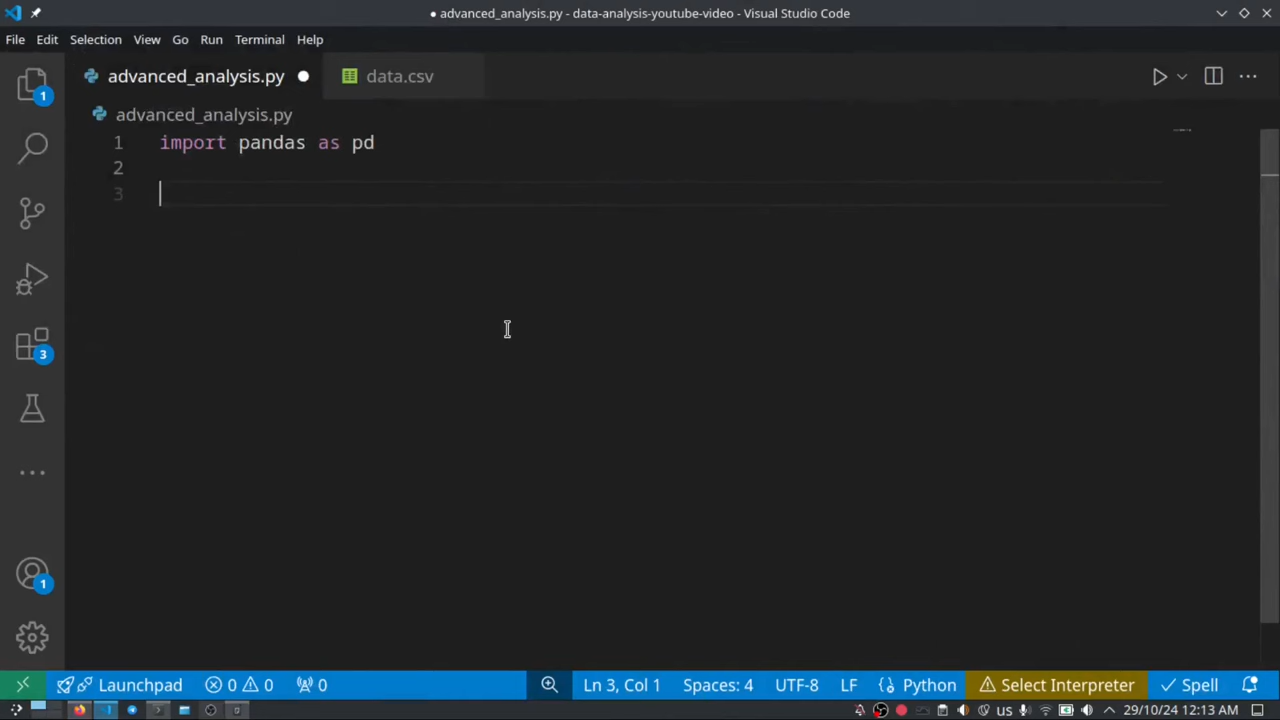 ● advanced_analysis.py - data-analysis-youtube-video - Visual Studio Code
File Edit Selection View Go Run Terminal Help
advanced_analysis.py ● data.csv
advanced_analysis.py
1 import pandas as pd
2
3
1
3
1
Launchpad 0 0 0 Ln 3, Col 1 Spaces: 4 UTF-8 LF Python Select Interpreter Spell
us 29/10/24 12:13 AM